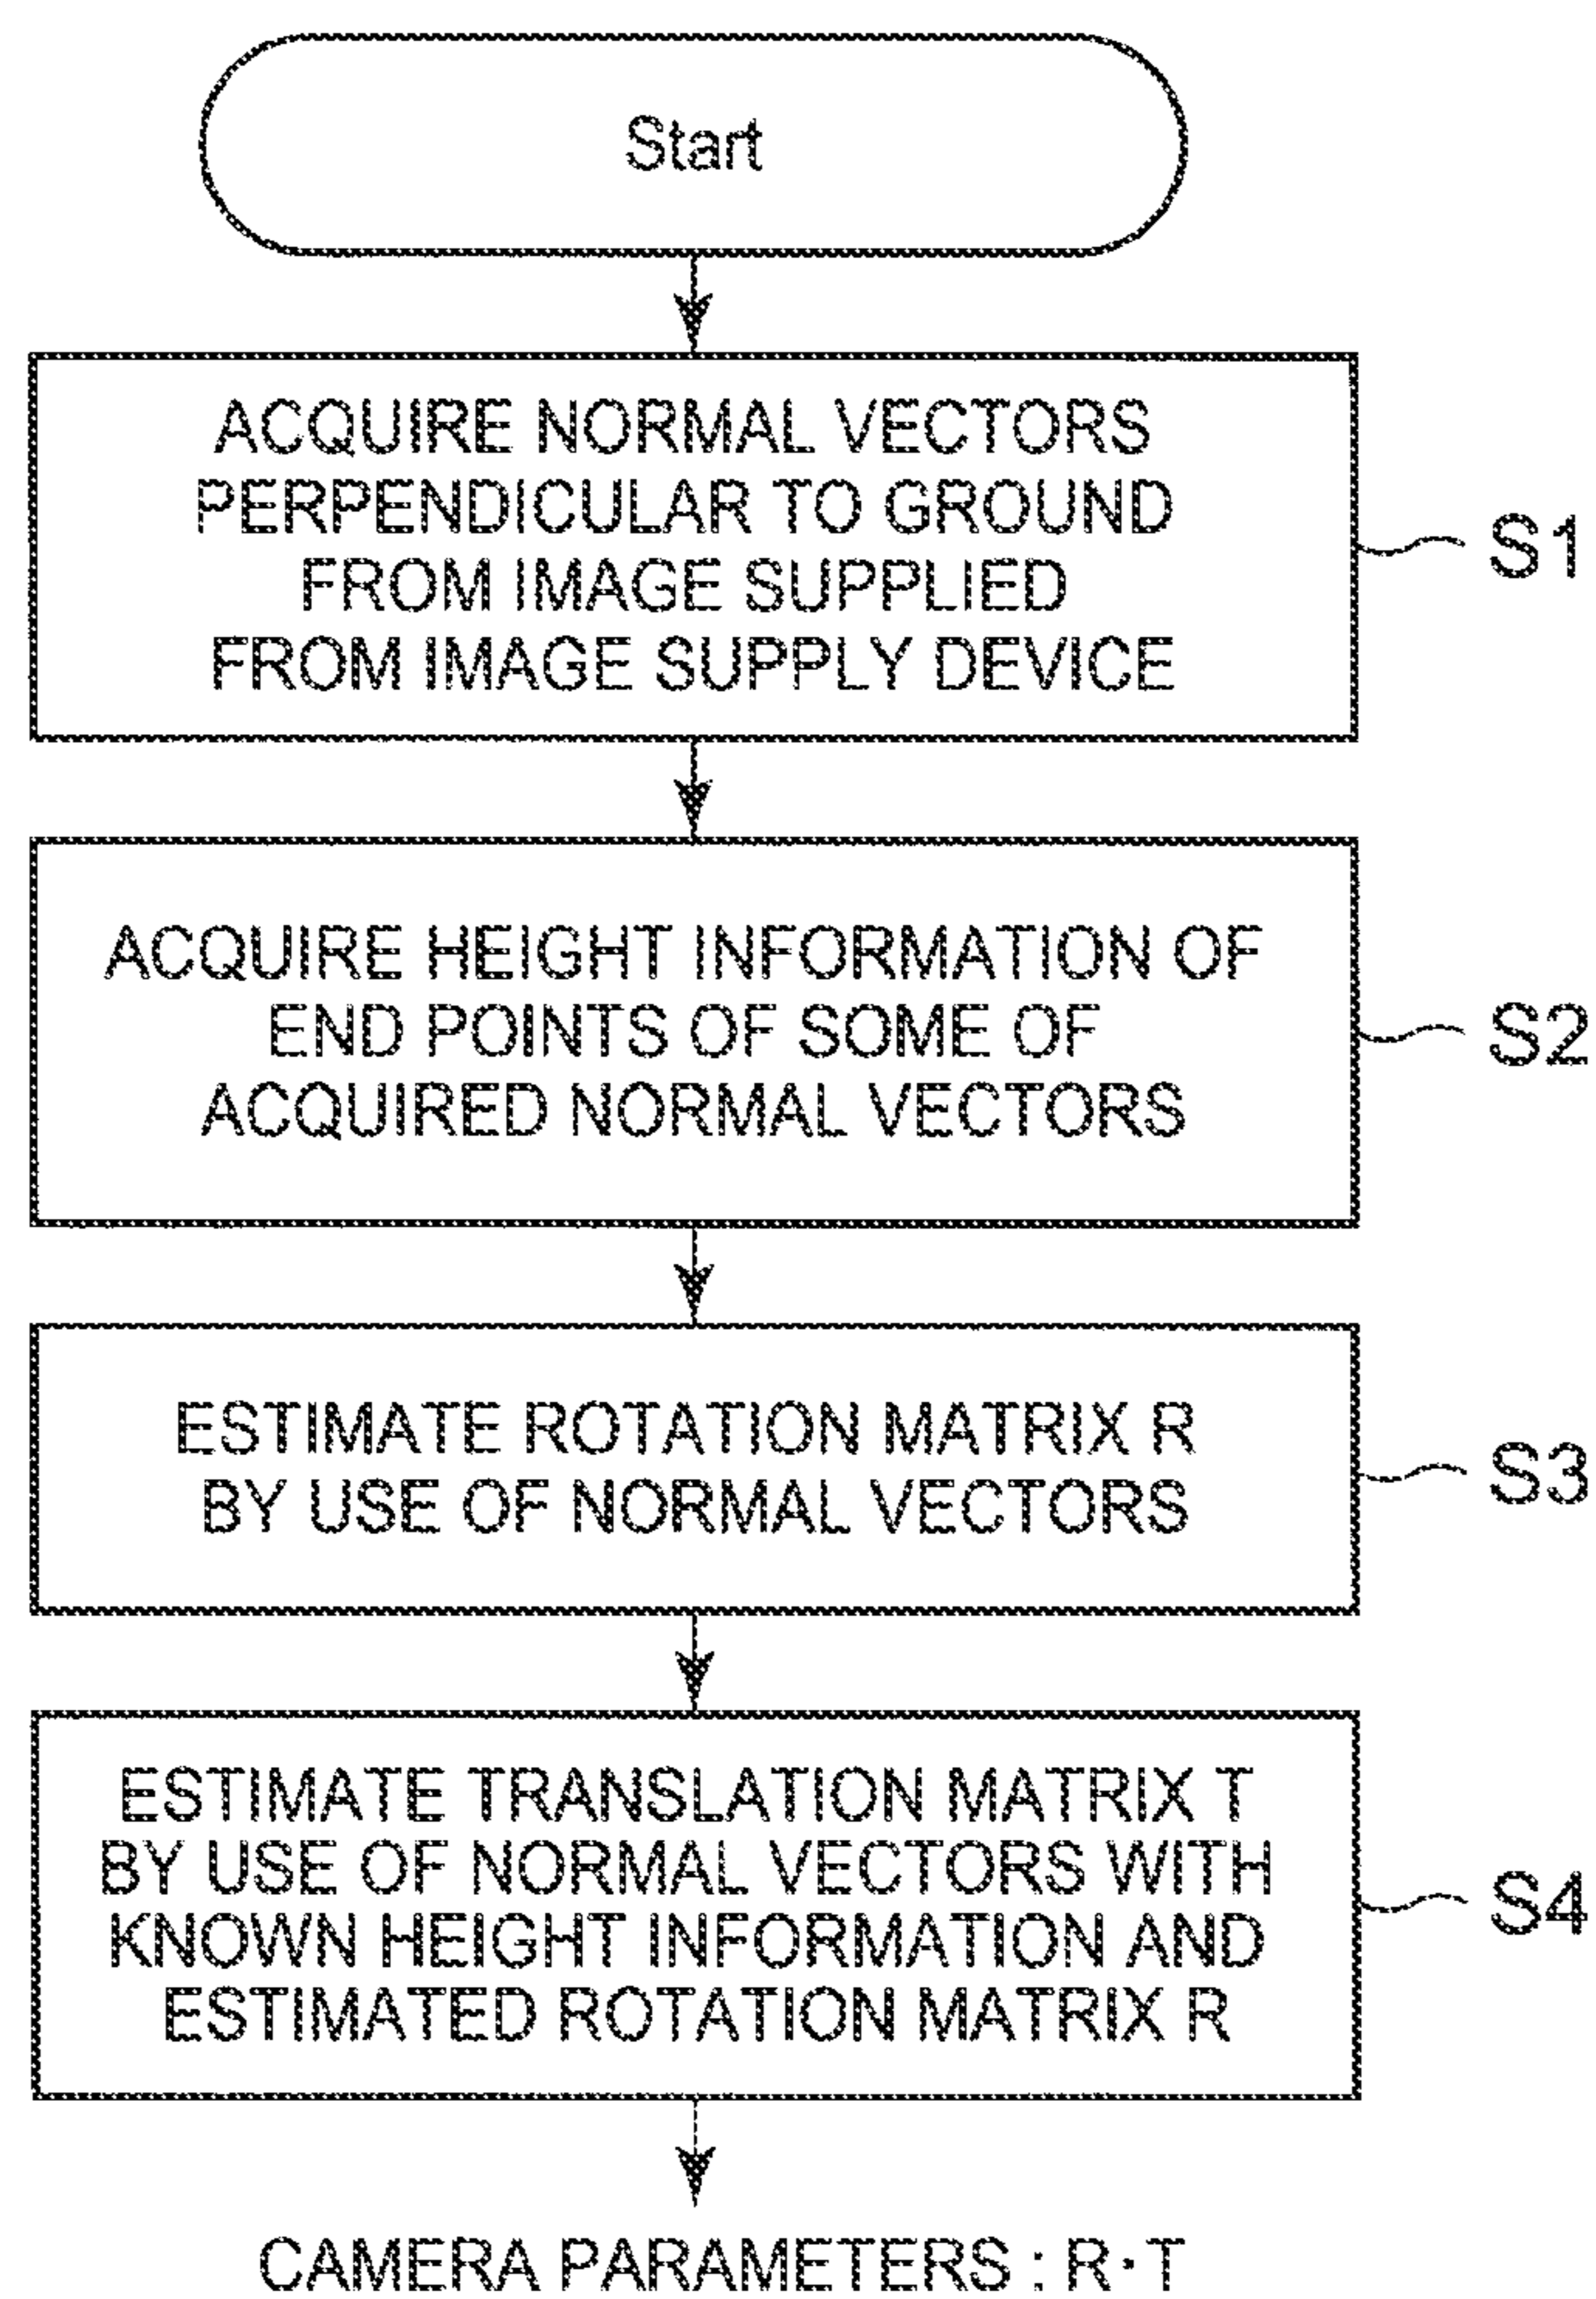 Start
ACQUIRE NORMAL VECTORS
PERPENDICULAR TO GROUND
FROM IMAGE SUPPLIED
FROM IMAGE SUPPLY DEVICE
S1
ACQUIRE HEIGHT INFORMATION OF
END POINTS OF SOME OF
ACQUIRED NORMAL VECTORS
S2
ESTIMATE ROTATION MATRIX R
BY USE OF NORMAL VECTORS
S3
ESTIMATE TRANSLATION MATRIX T
BY USE OF NORMAL VECTORS WITH
KNOWN HEIGHT INFORMATION AND
ESTIMATED ROTATION MATRIX R
S4
CAMERA PARAMETERS : R·T